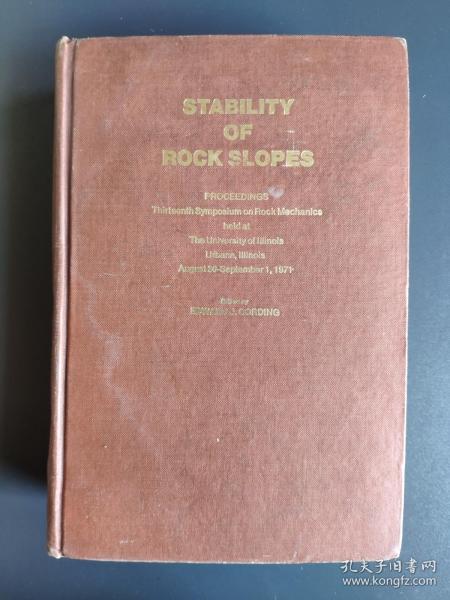 STABILITY
OF
ROCK SLOPES
PROCEEDINGS
Thirteenth Symposium on Rock Mechanics
held at
The University of Illinois
Urbana, Illinois
August 30-September 1, 1971
Edited by
EDWARD J. CORDING
孔夫子旧书网
www.kongfz.com